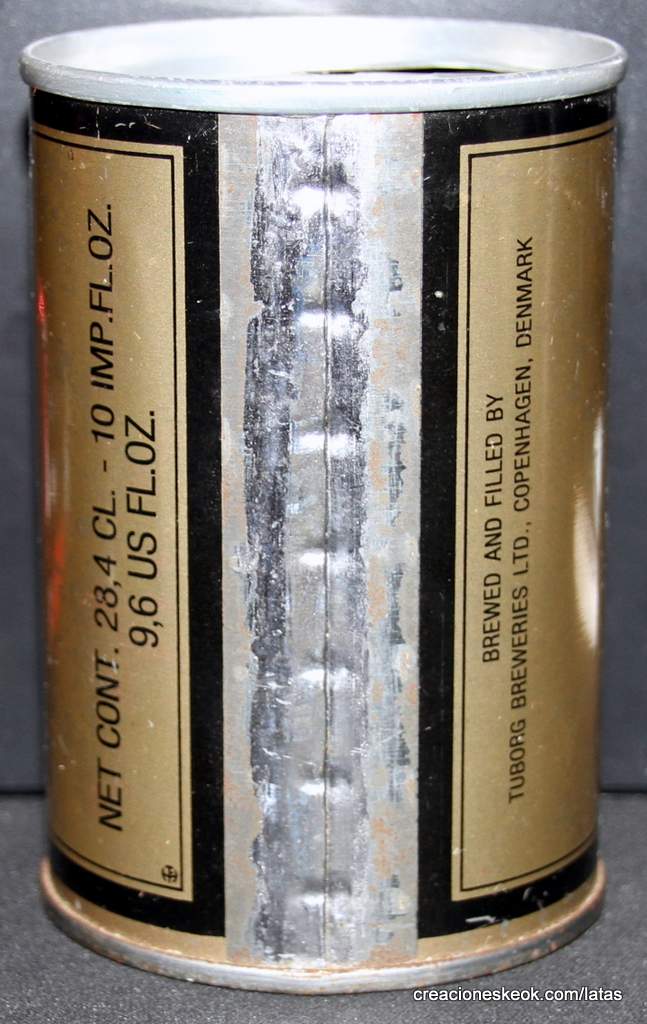 NET CONT. 28,4 CL. - 10 IMP.FL.OZ.
9,6 US FL.OZ.
BREWED AND FILLED BY
TUBORG BREWERIES LTD., COPENHAGEN, DENMARK
creacioneskeok.com/latas